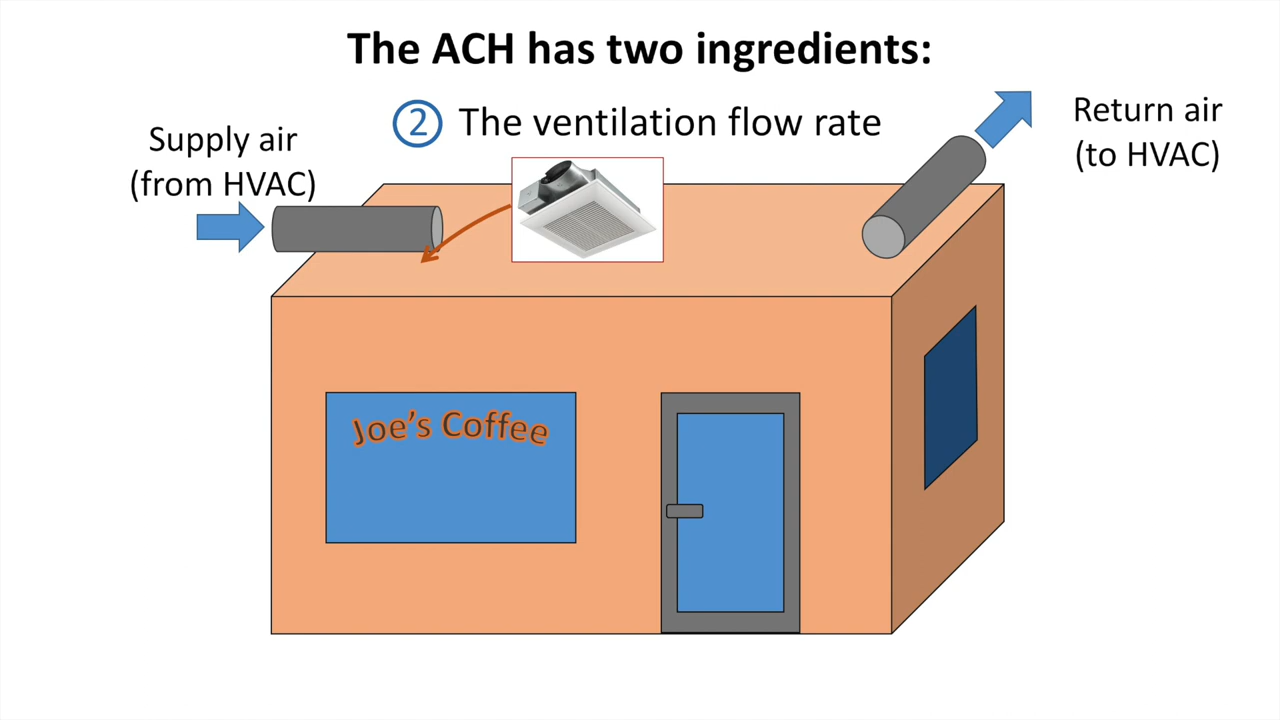 The ACH has two ingredients:
② The ventilation flow rate
Supply air
(from HVAC)
Return air
(to HVAC)
Joe's Coffee